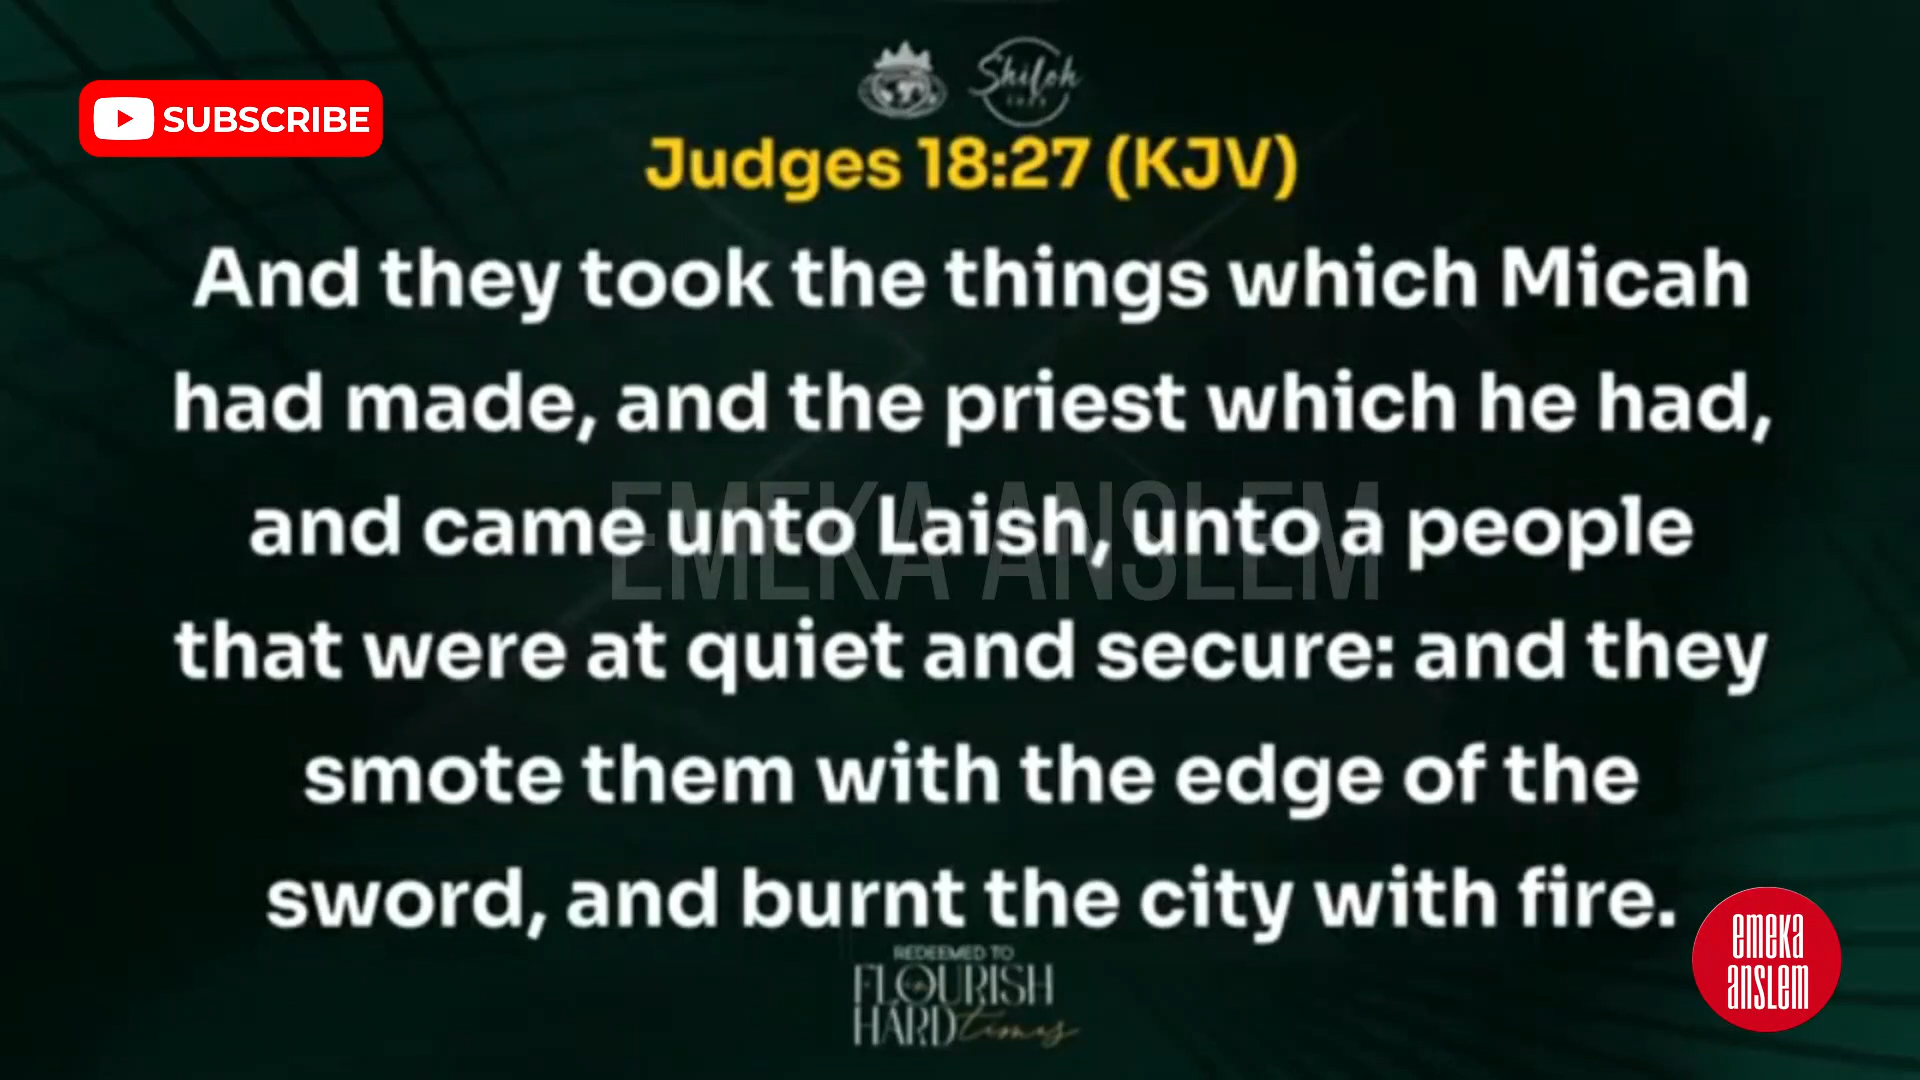 SUBSCRIBE
Shiloh
Judges 18:27 (KJV)
And they took the things which Micah
had made, and the priest which he had,
and came unto Laish, unto a people
that were at quiet and secure: and they
smote them with the edge of the
sword, and burnt the city with fire.
EMEKA ANSLEM
REDEEMED TO
FLOURISH
in
HARD times
emeka
anslem